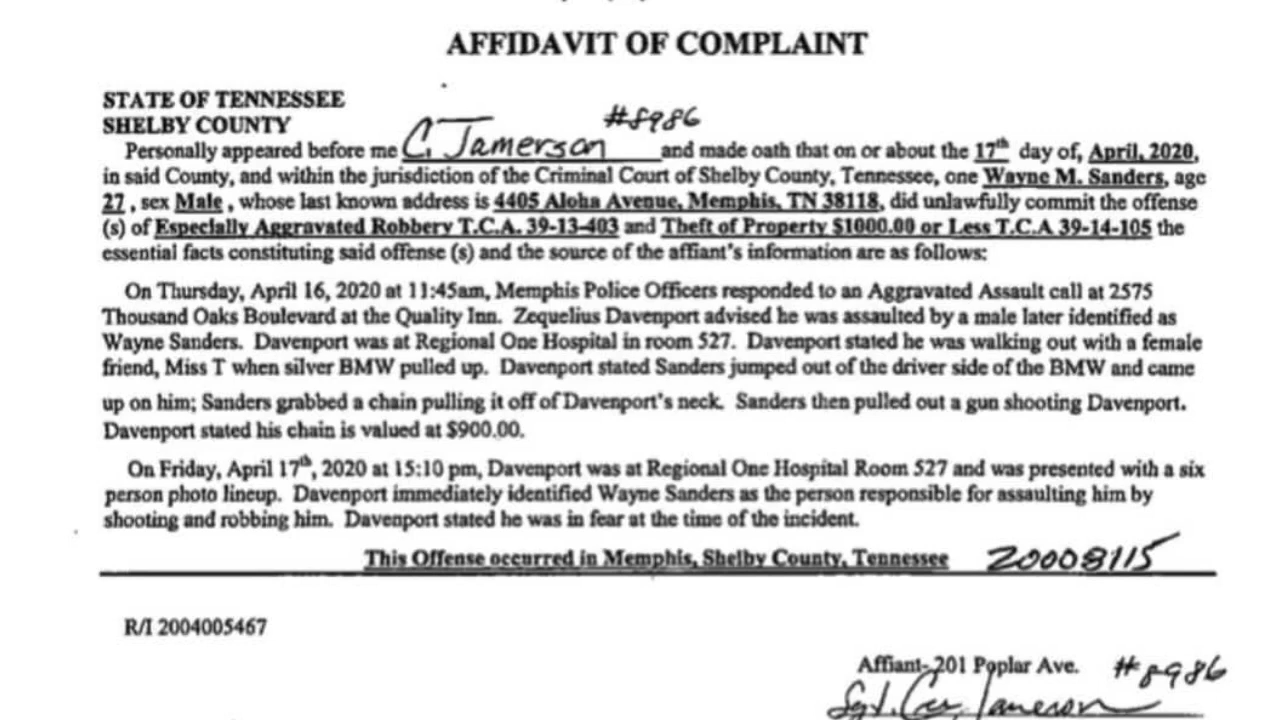 AFFIDAVIT OF COMPLAINT
STATE OF TENNESSEE
SHELBY COUNTY #8986
Personally appeared before me C. Jamerson and made oath that on or about the 17th day of, April, 2020,
in said County, and within the jurisdiction of the Criminal Court of Shelby County, Tennessee, one Wayne M. Sanders, age
27 , sex Male , whose last known address is 4405 Aloha Avenue, Memphis, TN 38118, did unlawfully commit the offense
(s) of Especially Aggravated Robbery T.C.A. 39-13-403 and Theft of Property $1000.00 or Less T.C.A 39-14-105 the
essential facts constituting said offense (s) and the source of the affiant's information are as follows:
On Thursday, April 16, 2020 at 11:45am, Memphis Police Officers responded to an Aggravated Assault call at 2575
Thousand Oaks Boulevard at the Quality Inn. Zequelius Davenport advised he was assaulted by a male later identified as
Wayne Sanders. Davenport was at Regional One Hospital in room 527. Davenport stated he was walking out with a female
friend, Miss T when silver BMW pulled up. Davenport stated Sanders jumped out of the driver side of the BMW and came
up on him; Sanders grabbed a chain pulling it off of Davenport's neck. Sanders then pulled out a gun shooting Davenport.
Davenport stated his chain is valued at $900.00.
On Friday, April 17th, 2020 at 15:10 pm, Davenport was at Regional One Hospital Room 527 and was presented with a six
person photo lineup. Davenport immediately identified Wayne Sanders as the person responsible for assaulting him by
shooting and robbing him. Davenport stated he was in fear at the time of the incident.
This Offense occurred in Memphis, Shelby County, Tennessee 20008115
R/I 2004005467
Affiant- 201 Poplar Ave. #8986
Sgt. Jamerson